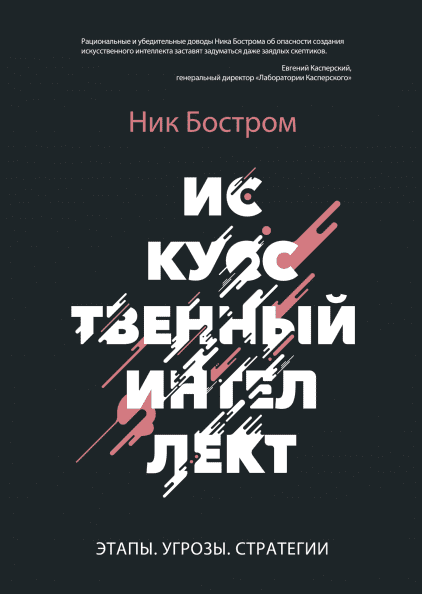 Рациональные и убедительные доводы Ника Бострома об опасности создания
искусственного интеллекта заставят задуматься даже заядлых скептиков.
Евгений Касперский,
генеральный директор «Лаборатории Касперского»
Ник Бостром
ИС
КУСС
ТВЕННЫЙ
ИНТЕЛ
ЛЕКТ
ЭТАПЫ. УГРОЗЫ. СТРАТЕГИИ